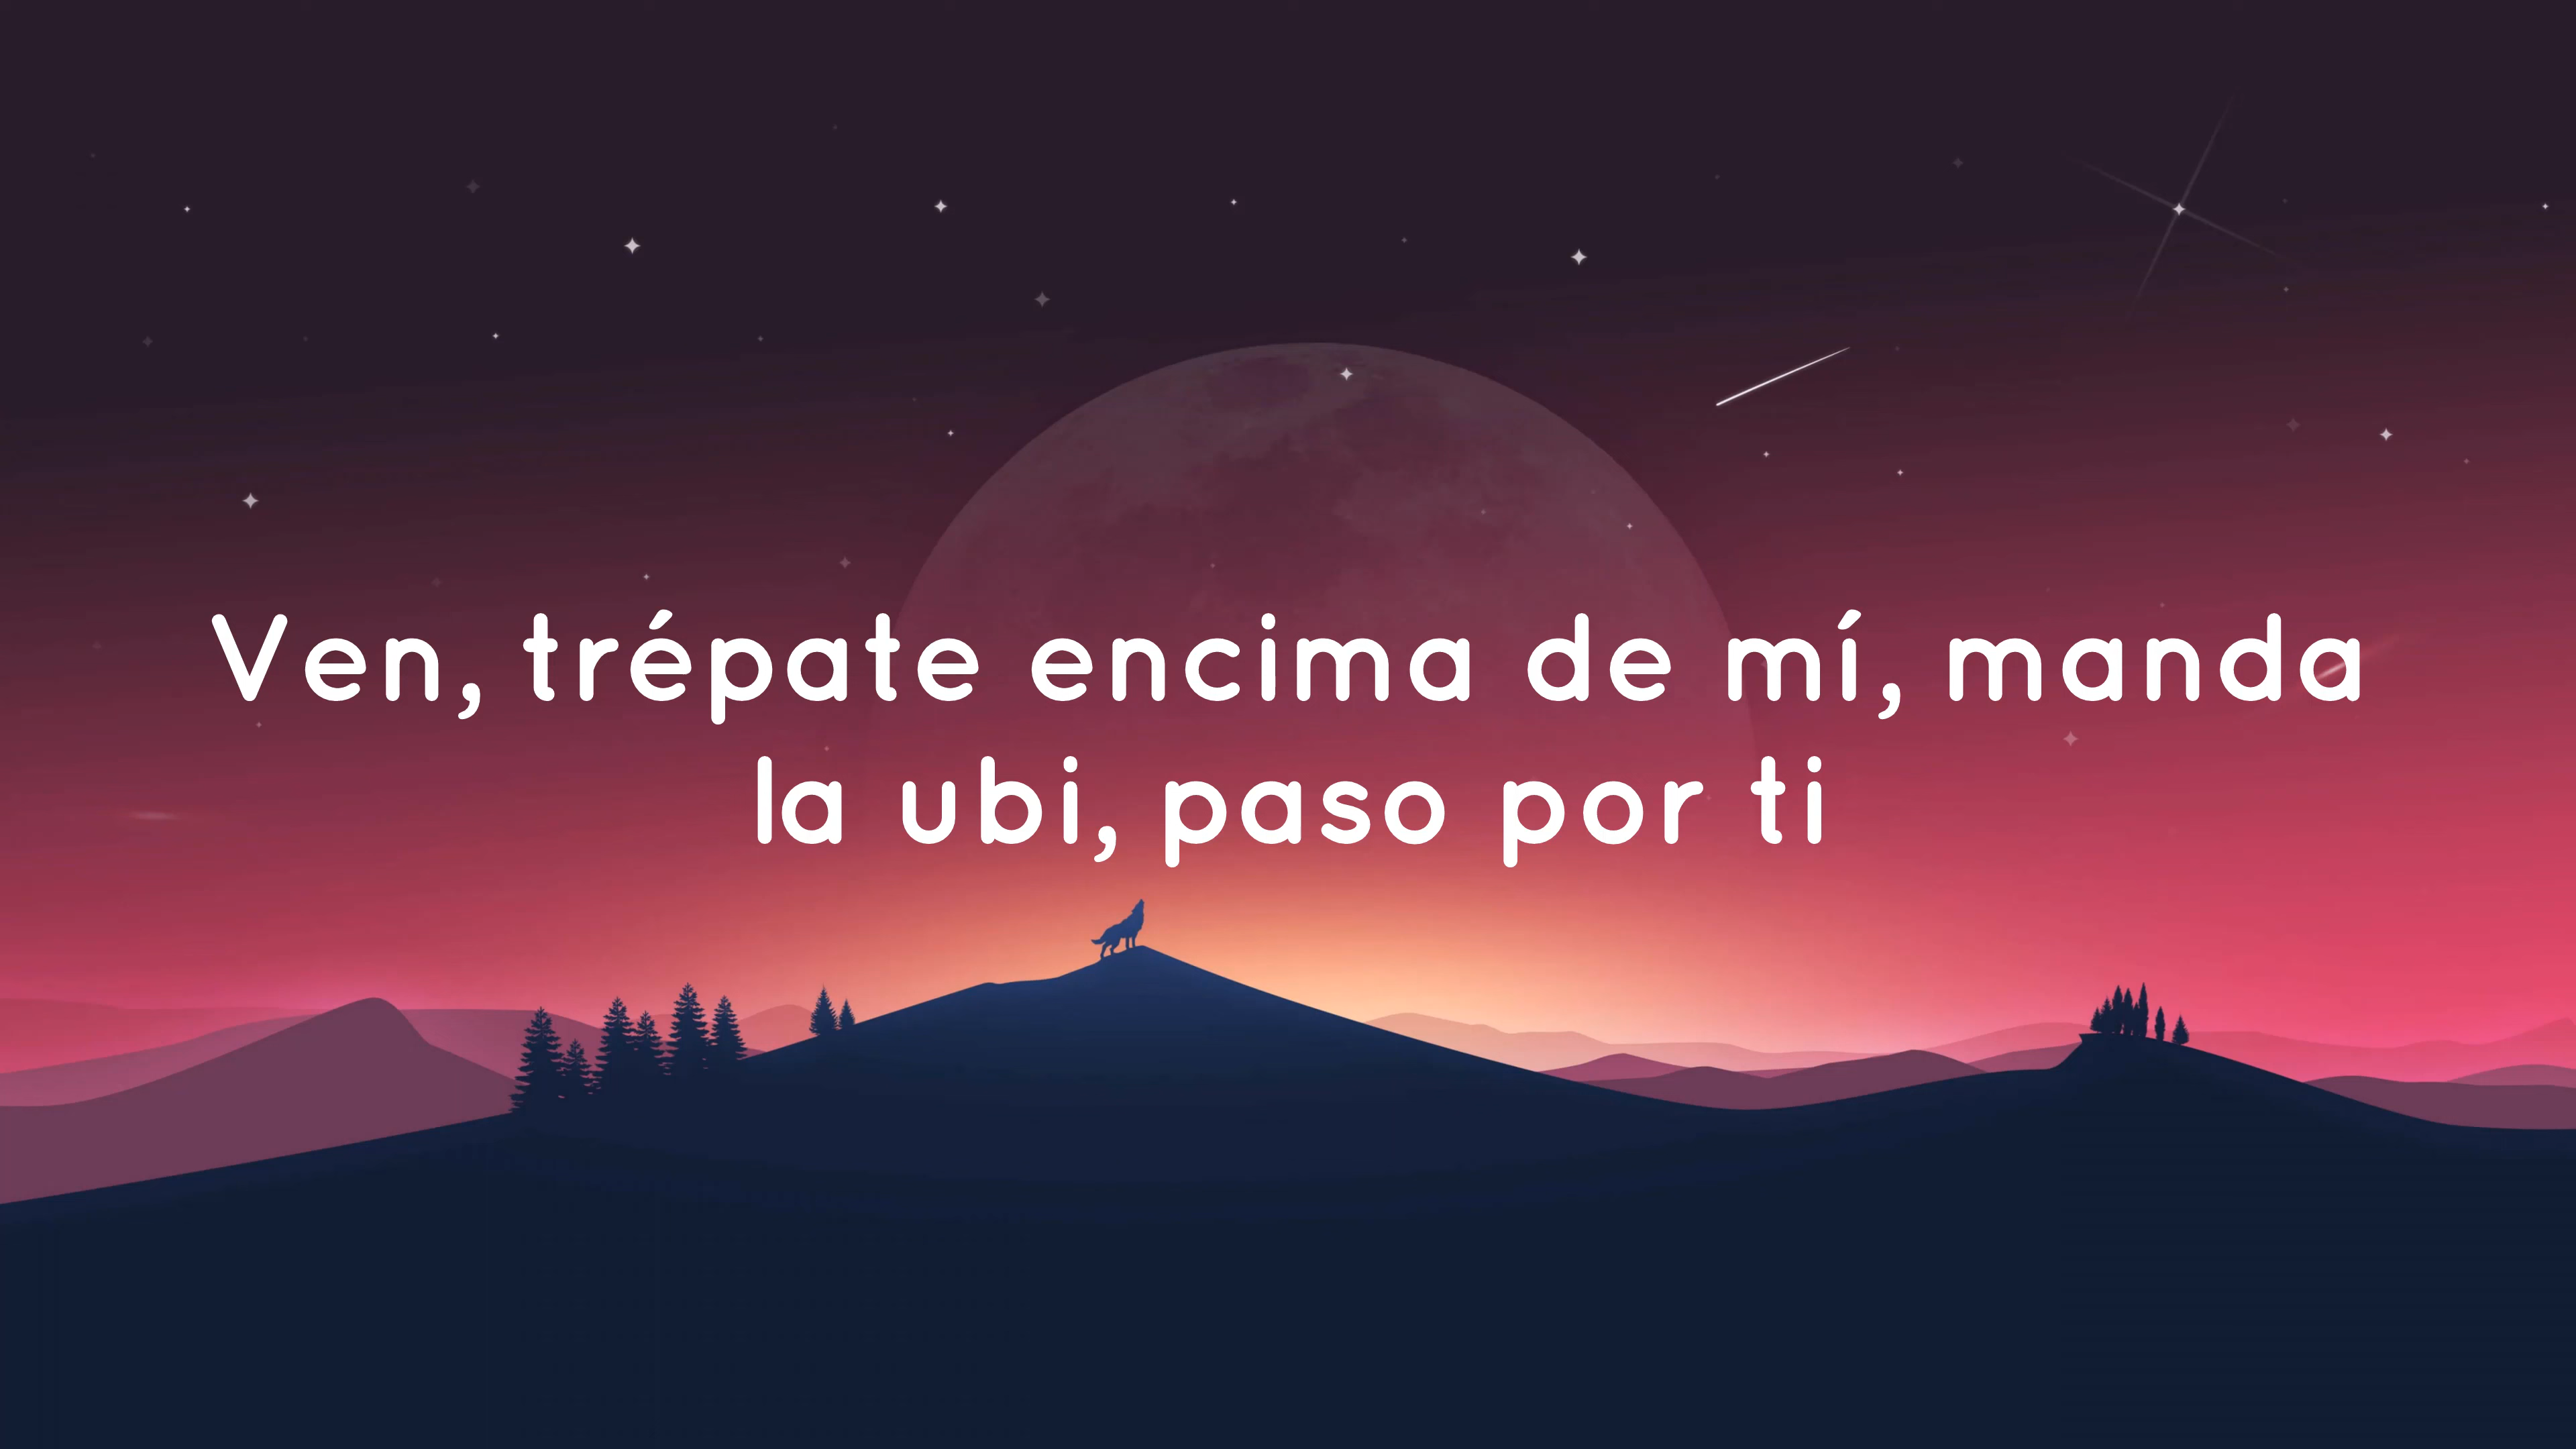 Ven, trépate encima de mí, manda
la ubi, paso por ti